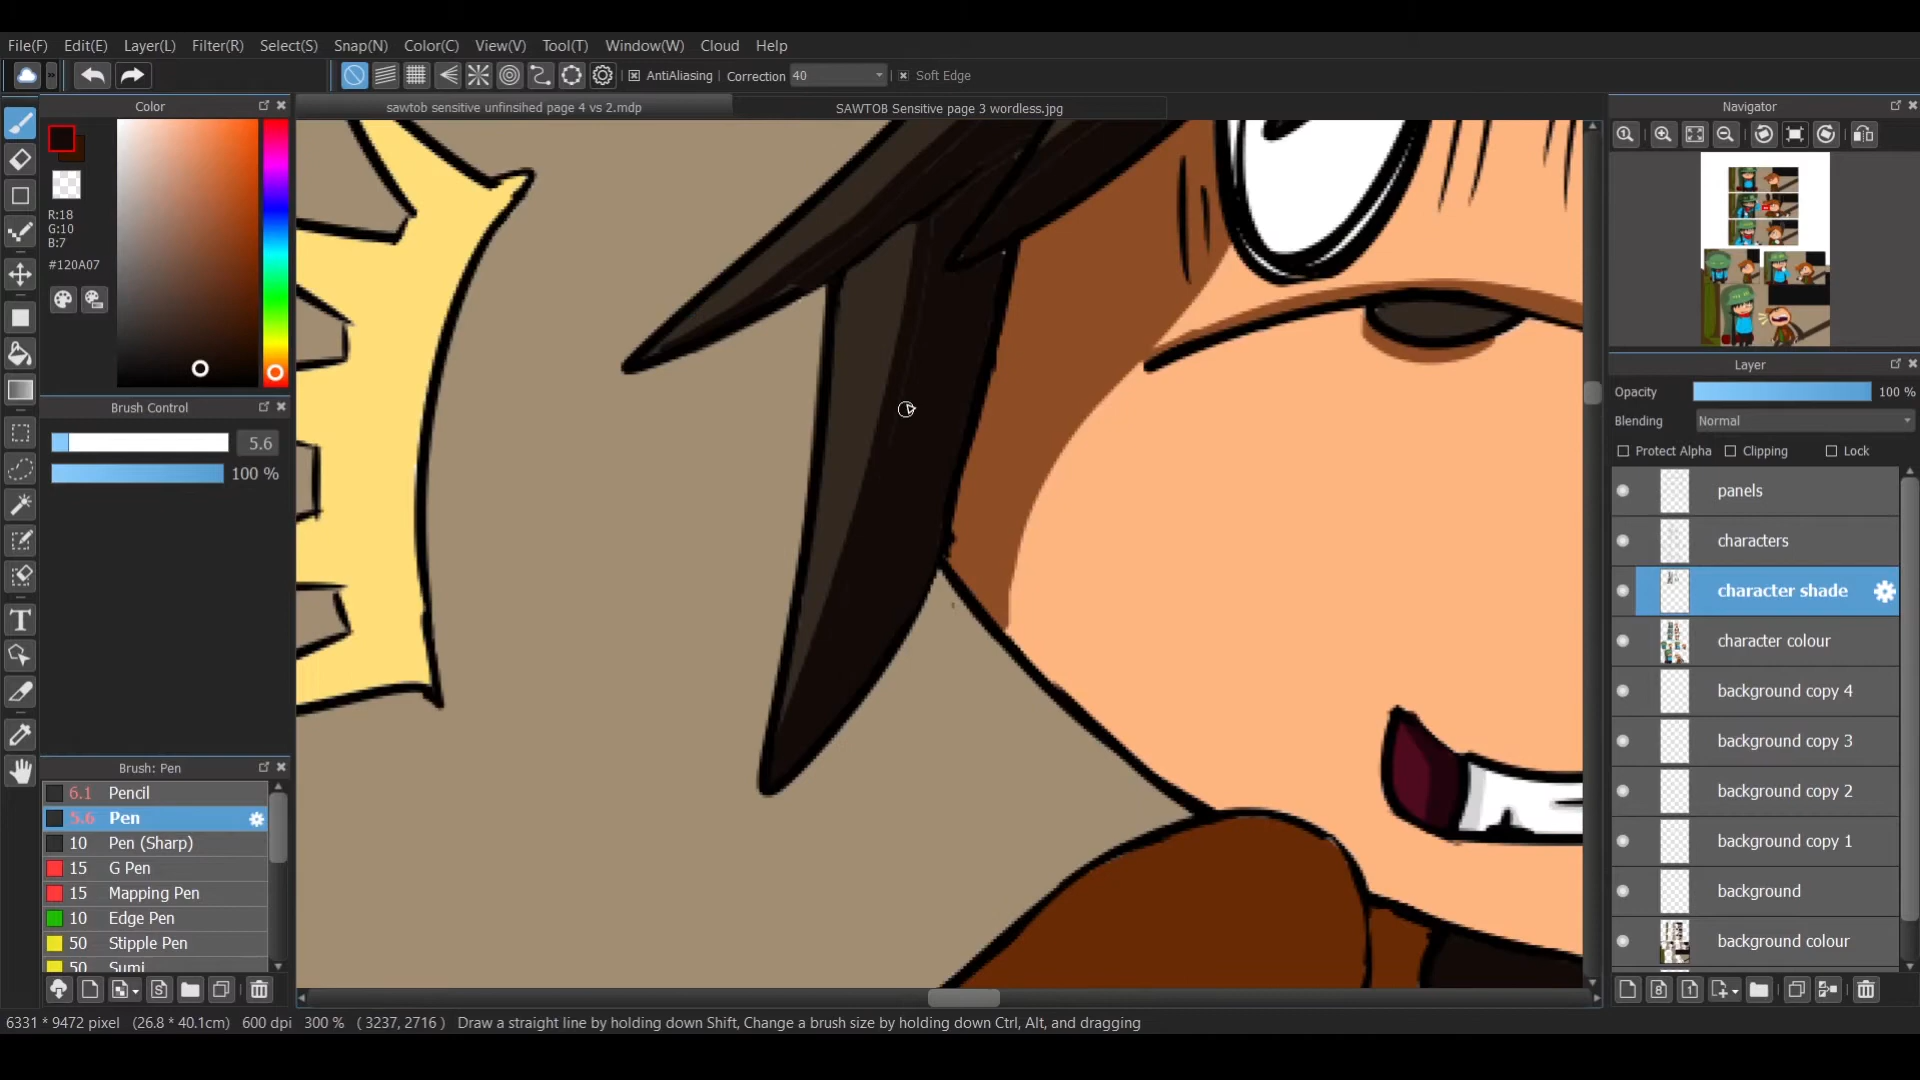 File(F) Edit(E) Layer(L) Filter(R) Select(S) Snap(N) Color(C) View(V) Tool(T) Window(W) Cloud Help
AntiAliasing Correction 40 Soft Edge
Color
sawtob sensitive unfinsihed page 4 vs 2.mdp
SAWTOB Sensitive page 3 wordless.jpg
Navigator
R:18
G:10
B:7
#120A07
Brush Control
5.6
100 %
Layer
Opacity 100 %
Blending Normal
Protect Alpha Clipping Lock
panels
characters
character shade
character colour
background copy 4
background copy 3
background copy 2
background copy 1
background
background colour
Brush: Pen
6.1 Pencil
5.6 Pen
10 Pen (Sharp)
15 G Pen
15 Mapping Pen
10 Edge Pen
50 Stipple Pen
50 Sumi
6331 * 9472 pixel (26.8 * 40.1cm) 600 dpi 300 % ( 3237, 2716 ) Draw a straight line by holding down Shift, Change a brush size by holding down Ctrl, Alt, and dragging